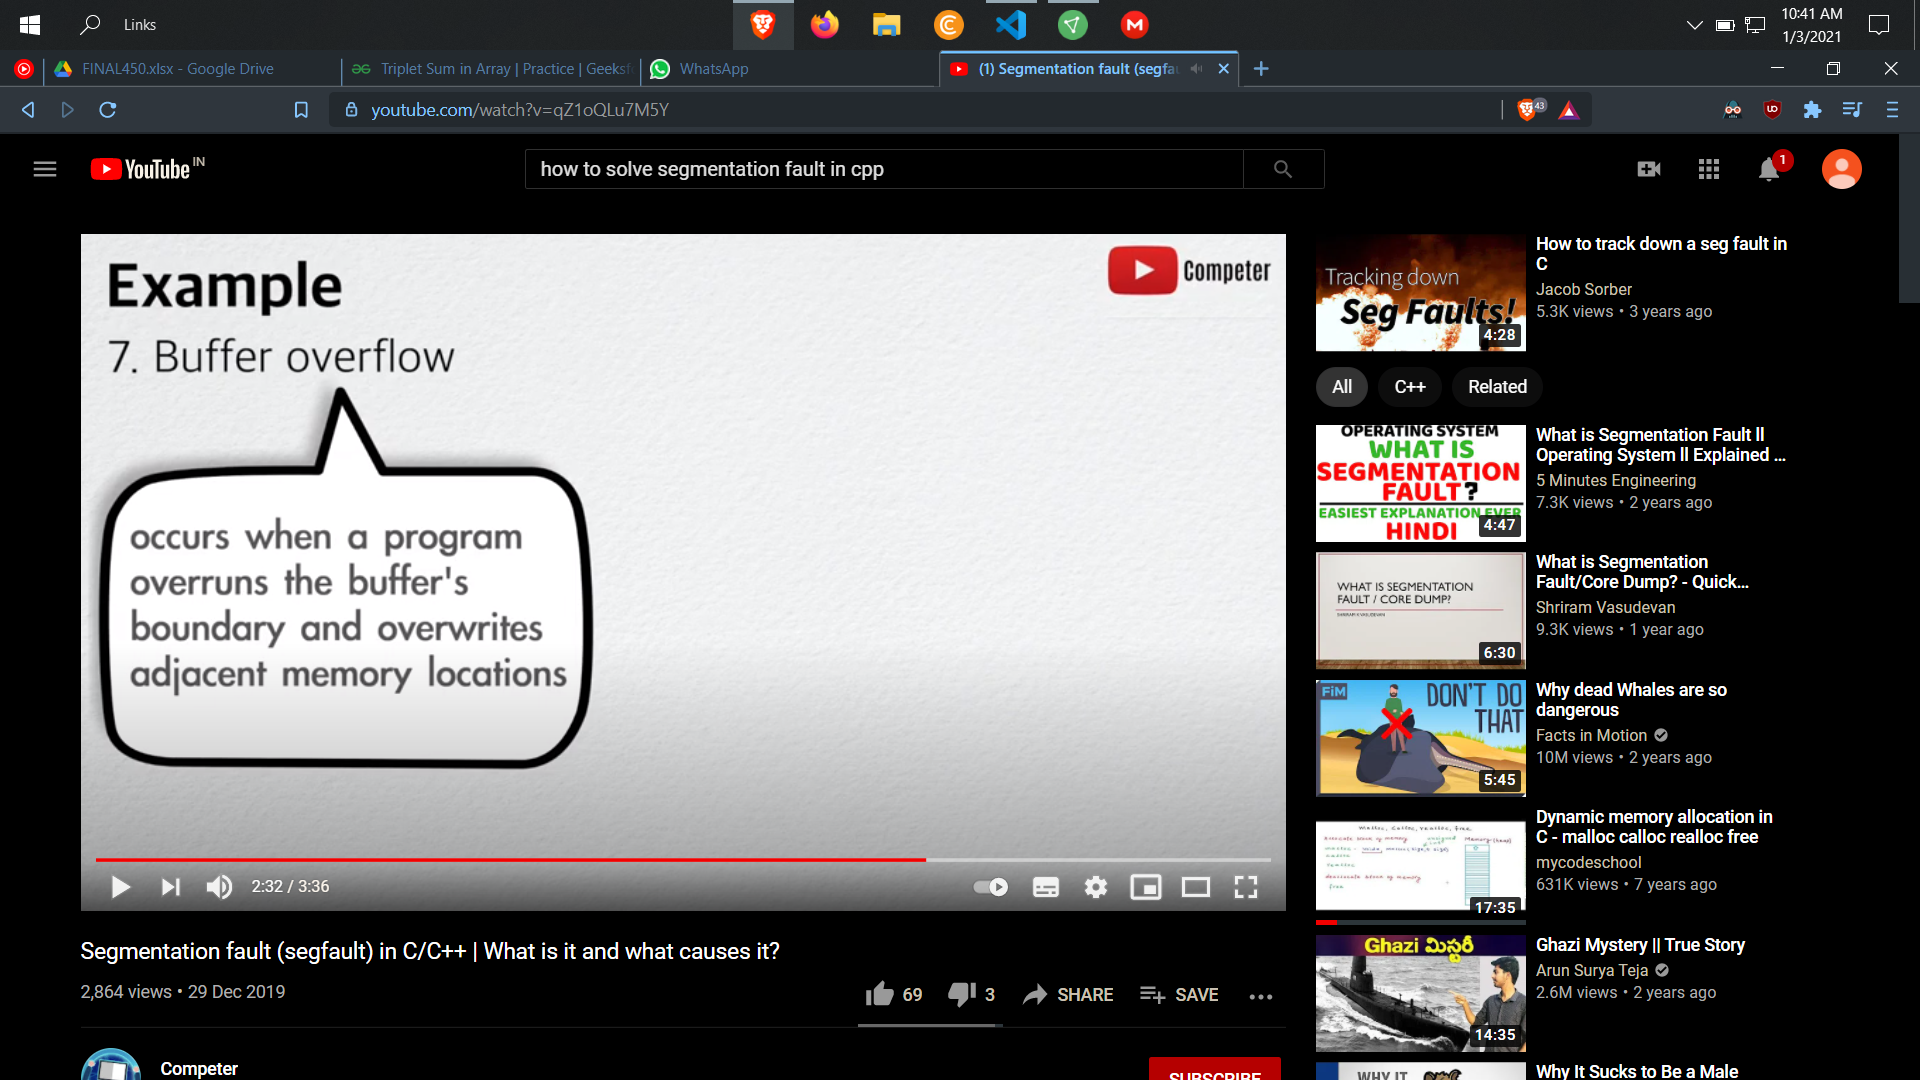 Links
10:41 AM
1/3/2021
FINAL450.xlsx - Google Drive
Triplet Sum in Array | Practice | Geeksf
WhatsApp
(1) Segmentation fault (segfau
youtube.com/watch?v=qZ1oQLu7M5Y
43
YouTube IN
how to solve segmentation fault in cpp
1
Example
7. Buffer overflow
occurs when a program
overruns the buffer's
boundary and overwrites
adjacent memory locations
Competer
2:32 / 3:36
Segmentation fault (segfault) in C/C++ | What is it and what causes it?
2,864 views • 29 Dec 2019
69
3
SHARE
SAVE
Competer
SUBSCRIBE
Tracking down
Seg Faults!
4:28
How to track down a seg fault in
C
Jacob Sorber
5.3K views • 3 years ago
All
C++
Related
OPERATING SYSTEM
WHAT IS
SEGMENTATION
FAULT?
EASIEST EXPLANATION EVER
HINDI
4:47
What is Segmentation Fault ll
Operating System ll Explained ...
5 Minutes Engineering
7.3K views • 2 years ago
WHAT IS SEGMENTATION
FAULT / CORE DUMP?
6:30
What is Segmentation
Fault/Core Dump? - Quick...
Shriram Vasudevan
9.3K views • 1 year ago
FiM
DON'T DO
THAT
5:45
Why dead Whales are so
dangerous
Facts in Motion
10M views • 2 years ago
malloc, calloc, realloc, free
17:35
Dynamic memory allocation in
C - malloc calloc realloc free
mycodeschool
631K views • 7 years ago
Ghazi మిస్టరీ
14:35
Ghazi Mystery || True Story
Arun Surya Teja
2.6M views • 2 years ago
WHY IT
Why It Sucks to Be a Male